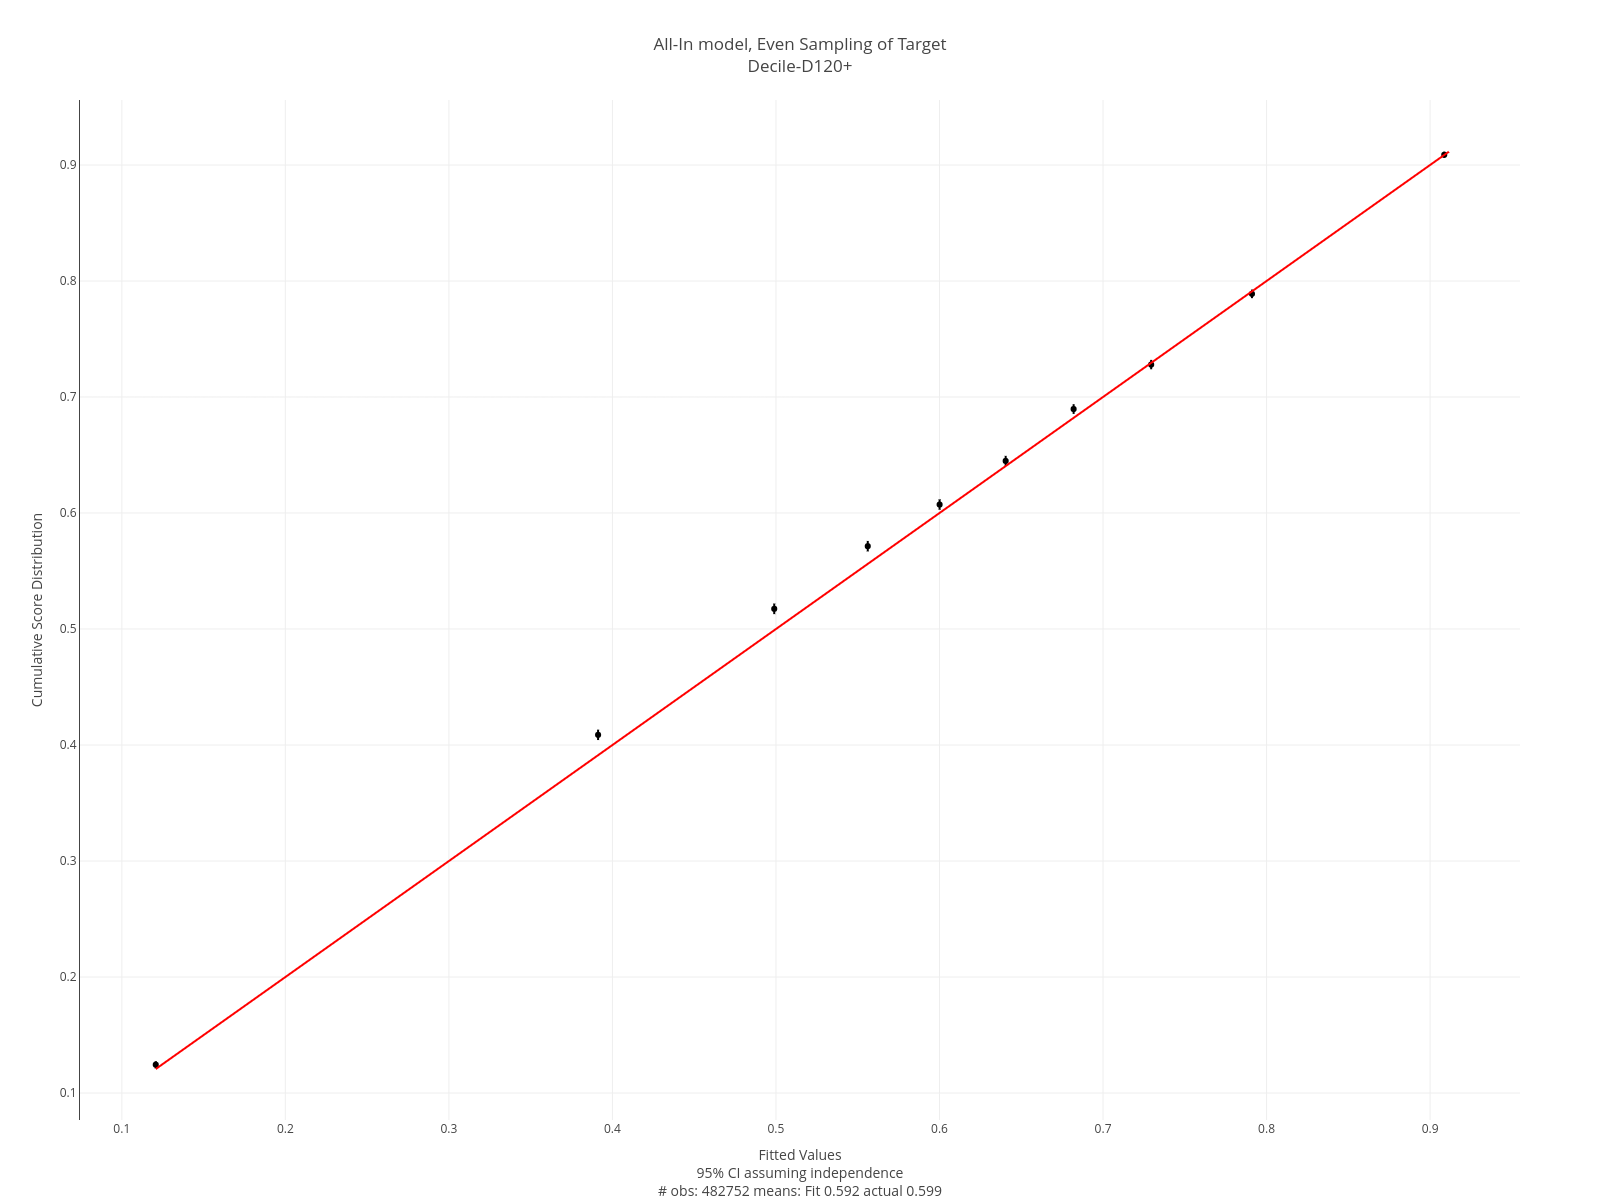 All-In model, Even Sampling of Target
Decile-D120+
0.9
0.8
0.7
0.6
0.5
0.4
0.3
0.2
0.1
Cumulative Score Distribution
0.1 0.2 0.3 0.4 0.5 0.6 0.7 0.8 0.9
Fitted Values
95% CI assuming independence
# obs: 482752 means: Fit 0.592 actual 0.599